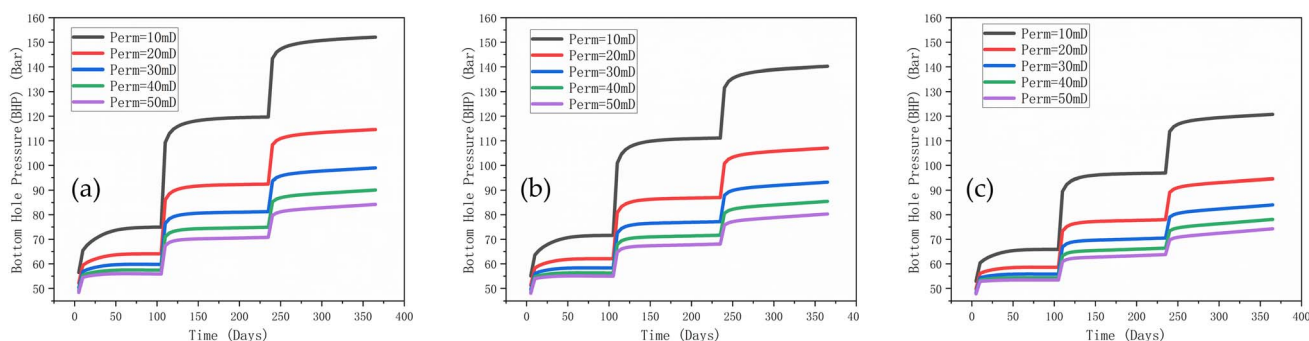 160
150
140
130
120
110
100
90
80
70
60
50
Bottom Hole Pressure(BHP) (Bar)
Perm=10mD
Perm=20mD
Perm=30mD
Perm=40mD
Perm=50mD
(a)
0 50 100 150 200 250 300 350 400
Time (Days)
160
150
140
130
120
110
100
90
80
70
60
50
Bottom Hole Pressure(BHP) (Bar)
Perm=10mD
Perm=20mD
Perm=30mD
Perm=40mD
Perm=50mD
(b)
0 50 100 150 200 250 300 350 40
Time (Days)
160
150
140
130
120
110
100
90
80
70
60
50
Bottom Hole Pressure(BHP) (Bar)
Perm=10mD
Perm=20mD
Perm=30mD
Perm=40mD
Perm=50mD
(c)
0 50 100 150 200 250 300 350 400
Time (Days)